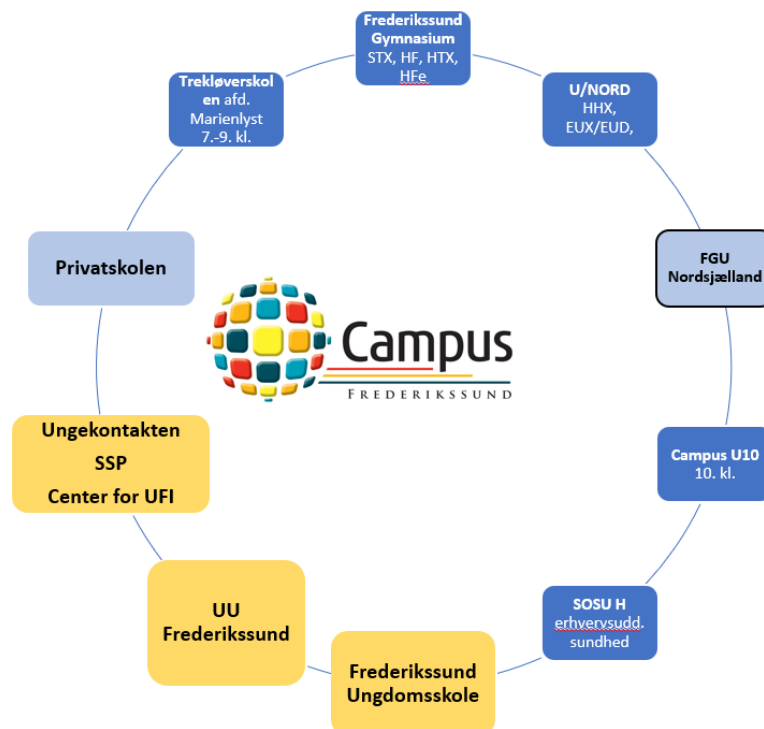 Frederikssund
Gymnasium
STX, HF, HTX,
HFe
U/NORD
HHX,
EUX/EUD,
FGU
Nordsjælland
Campus U10
10. kl.
SOSU H
erhvervsudd.
sundhed
Frederikssund
Ungdomsskole
UU
Frederikssund
Ungekontakten
SSP
Center for UFI
Privatskolen
Trekløverskol
en afd.
Marienlyst
7.-9. kl.
Campus
FREDERIKSSUND